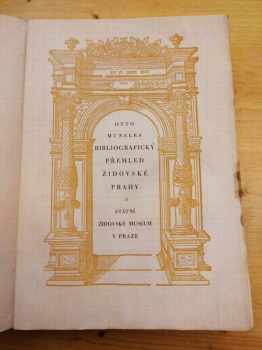 OTTO
MUNELES
BIBLIOGRAFICKÝ
PŘEHLED
ŽIDOVSKÉ
PRAHY
STÁTNÍ
ŽIDOVSKÉ MUSEUM
V PRAZE